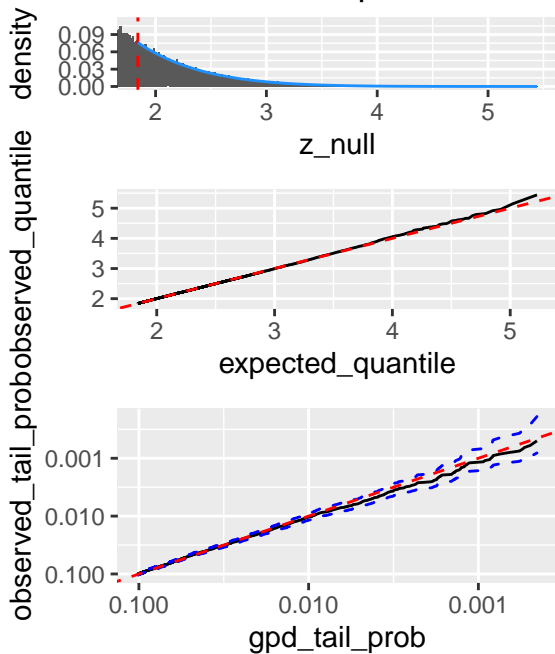 density
0.09
0.06
0.03
0.00
2 3 4 5
z_null
observed_quantile
5
4
3
2
2 3 4 5
expected_quantile
observed_tail_prob
0.001
0.010
0.100
0.100 0.010 0.001
gpd_tail_prob